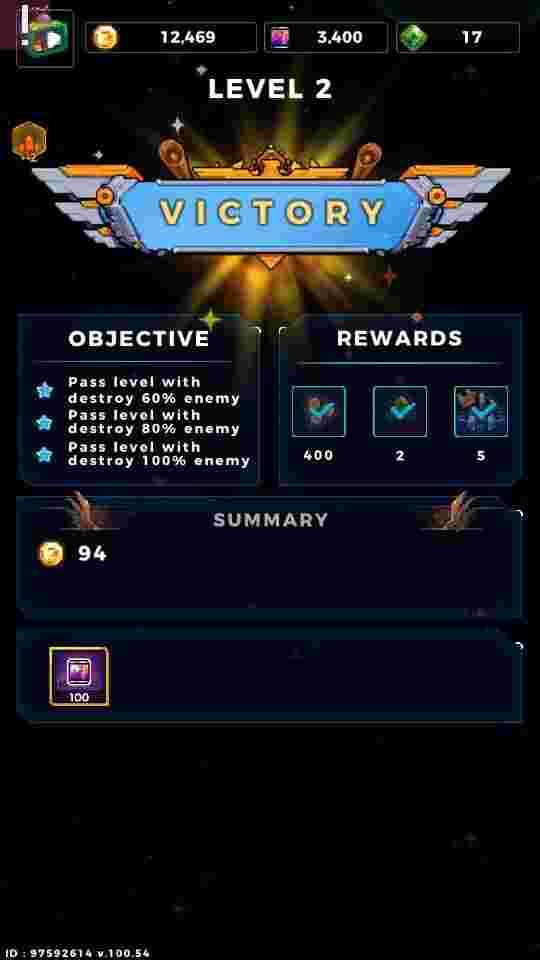 12,469
3,400
17
LEVEL 2
VICTORY
OBJECTIVE
Pass level with
destroy 60% enemy
Pass level with
destroy 80% enemy
Pass level with
destroy 100% enemy
REWARDS
400
2
5
SUMMARY
94
100
ID : 97592614 v.100.54